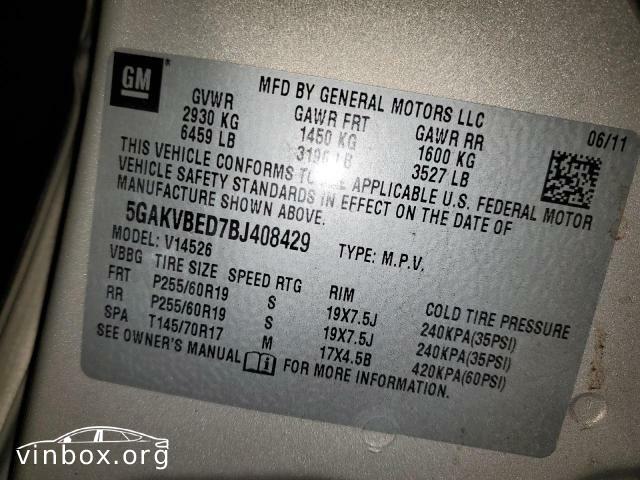 GM
MFD BY GENERAL MOTORS LLC
GVWR GAWR FRT GAWR RR 06/11
2930 KG 1450 KG 1600 KG
6459 LB LB 3527 LB
THIS VEHICLE CONFORMS TO APPLICABLE U.S. FEDERAL MOTOR
VEHICLE SAFETY STANDARDS IN EFFECT ON THE DATE OF
MANUFACTURE SHOWN ABOVE.
5GAKVBED7BJ408429 TYPE: M.P.V.
MODEL: V14526
VBBG TIRE SIZE SPEED RTG RIM COLD TIRE PRESSURE
FRT P255/60R19 S 19X7.5J 240KPA(35PSI)
RR P255/60R19 S 19X7.5J 240KPA(35PSI)
SPA T145/70R17 M 17X4.5B 420KPA(60PSI)
SEE OWNER'S MANUAL FOR MORE INFORMATION.
vinbox.org